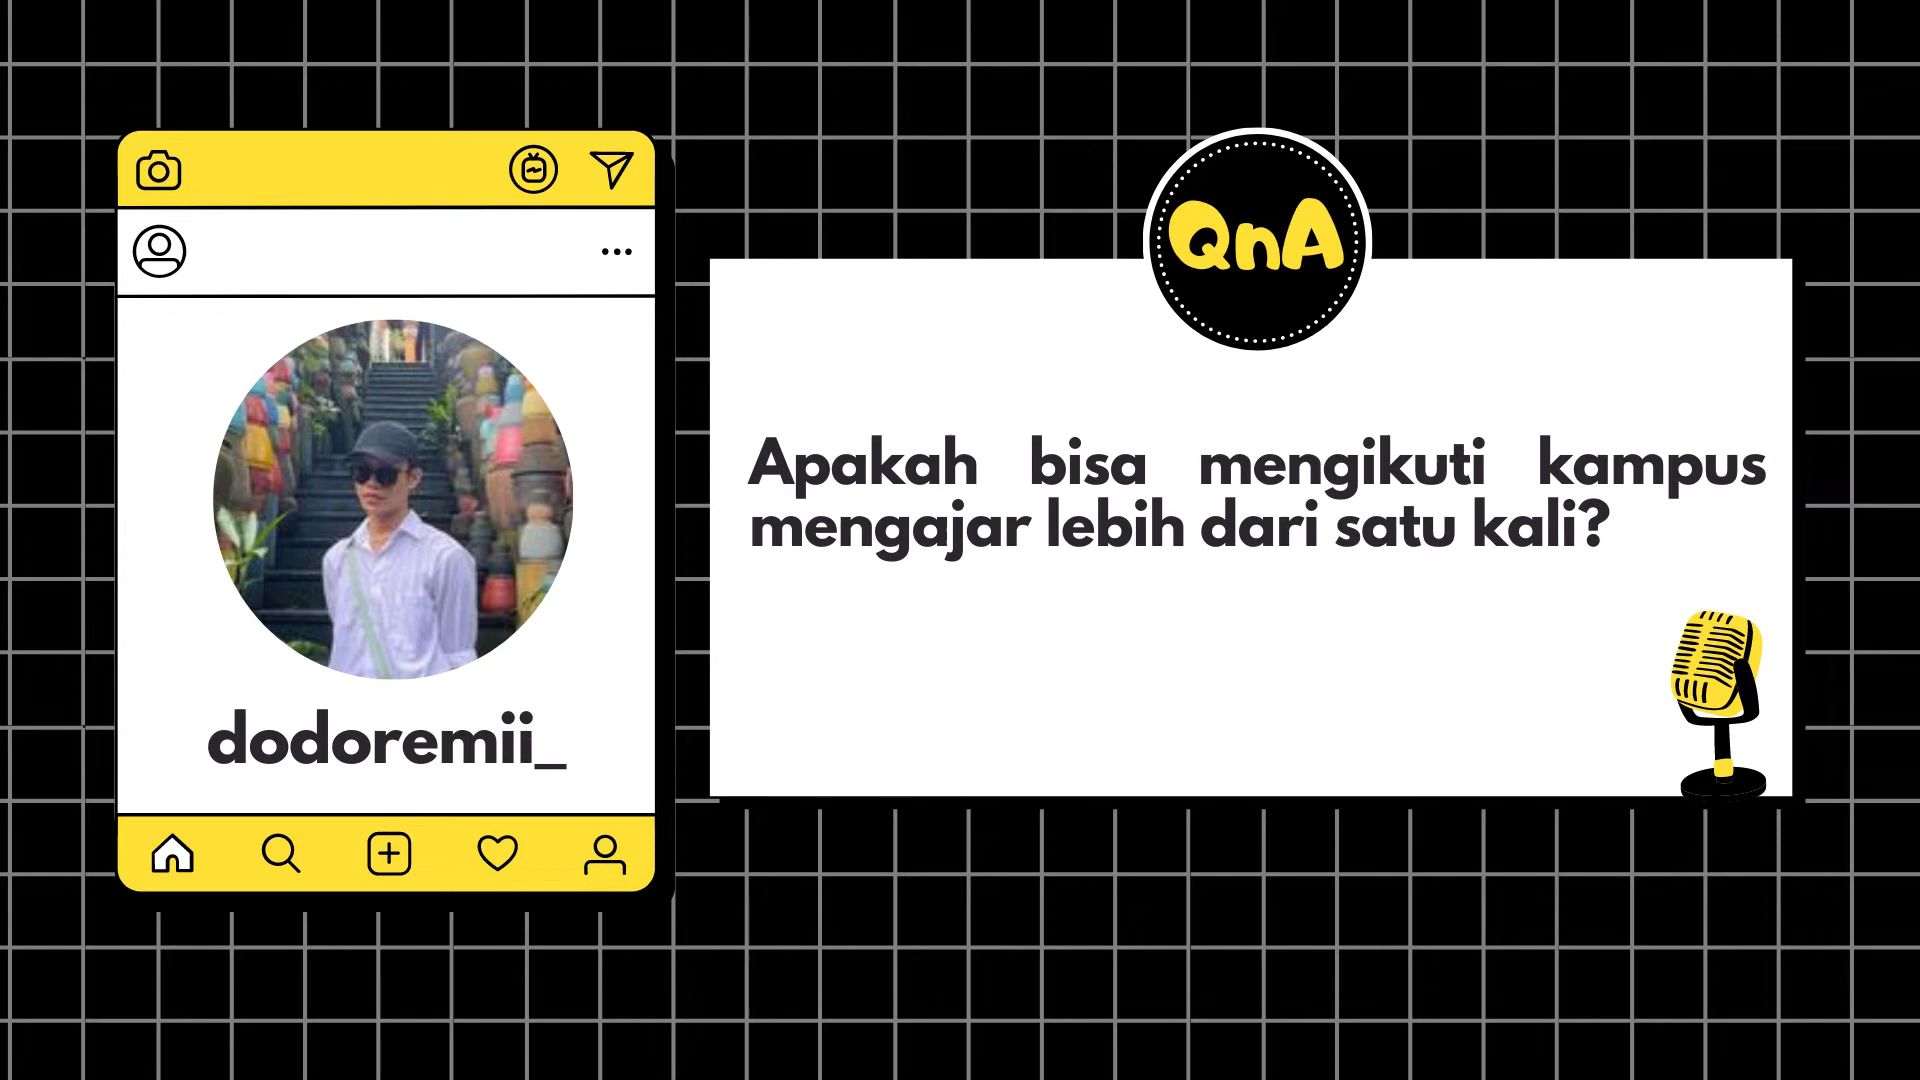 QnA
Apakah bisa mengikuti kampus
mengajar lebih dari satu kali?
dodoremii_